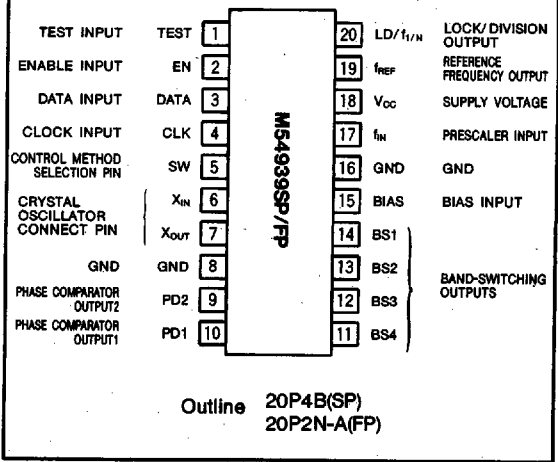 TEST INPUT TEST 1 20 LD/f1/N LOCK/DIVISION
OUTPUT
ENABLE INPUT EN 2 19 fREF REFERENCE
FREQUENCY OUTPUT
DATA INPUT DATA 3 18 VCC SUPPLY VOLTAGE
CLOCK INPUT CLK 4 17 fIN PRESCALER INPUT
CONTROL METHOD
SELECTION PIN SW 5 16 GND GND
CRYSTAL
OSCILLATOR
CONNECT PIN
XIN 6 15 BIAS BIAS INPUT
XOUT 7 14 BS1
GND GND 8 13 BS2
BAND-SWITCHING
OUTPUTS
PHASE COMPARATOR
OUTPUT2 PD2 9 12 BS3
PHASE COMPARATOR
OUTPUT1 PD1 10 11 BS4
M54939SP/FP
Outline 20P4B(SP)
20P2N-A(FP)